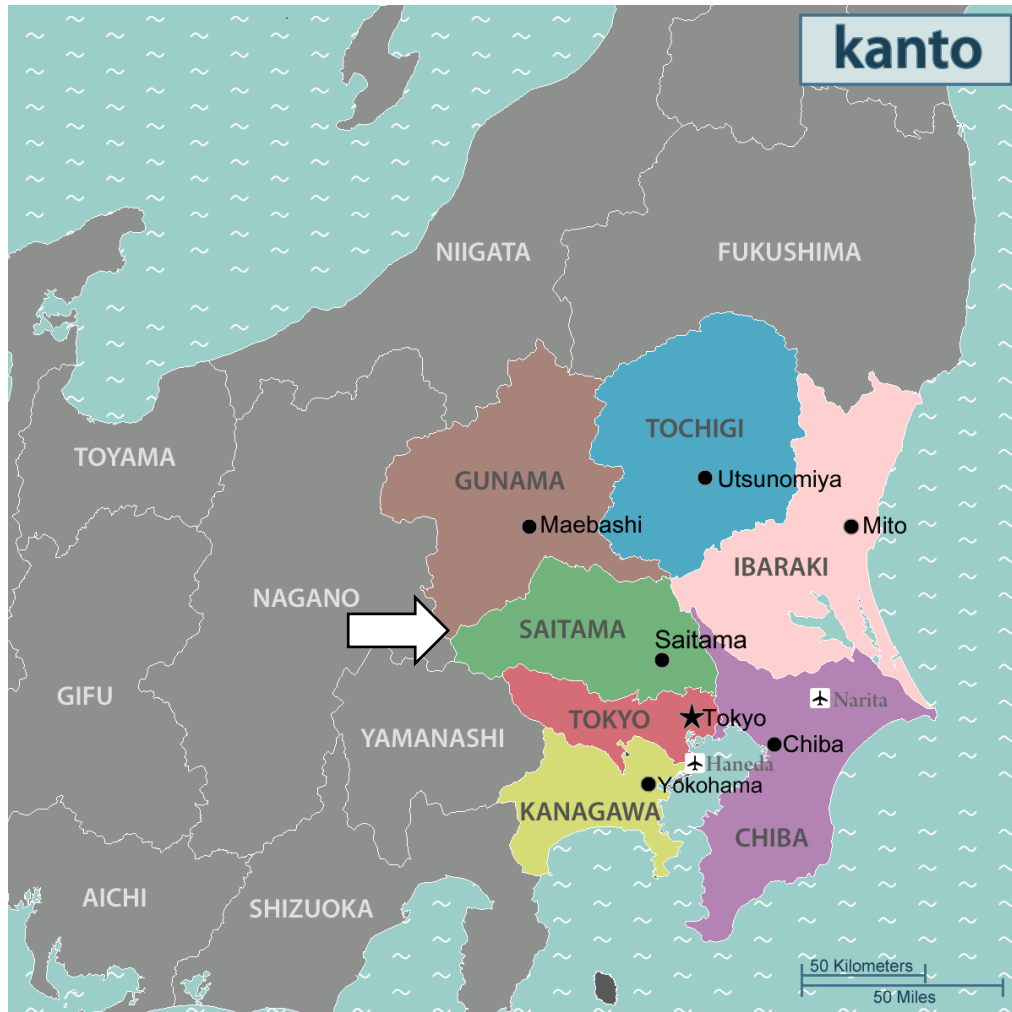 kanto
NIIGATA
FUKUSHIMA
TOCHIGI
TOYAMA
GUNAMA
Utsunomiya
Maebashi
Mito
IBARAKI
NAGANO
SAITAMA
Saitama
GIFU
Narita
TOKYO
Tokyo
YAMANASHI
Chiba
Haneda
Yokohama
KANAGAWA
CHIBA
AICHI
SHIZUOKA
50 Kilometers
50 Miles